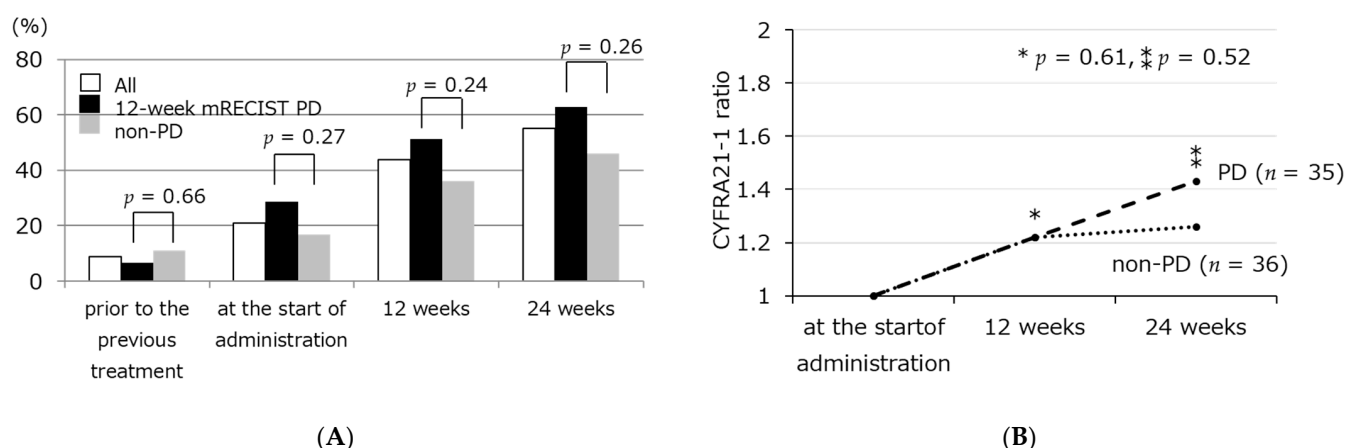 (%)
80
60
40
20
0
All
12-week mRECIST PD
non-PD
p = 0.66
p = 0.27
p = 0.24
p = 0.26
prior to the
previous
treatment
at the start of
administration
12 weeks
24 weeks
(A)
CYFRA21-1 ratio
2
1.8
1.6
1.4
1.2
1
* p = 0.61, ⁑ p = 0.52
*
⁑
PD (n = 35)
non-PD (n = 36)
at the startof
administration
12 weeks
24 weeks
(B)